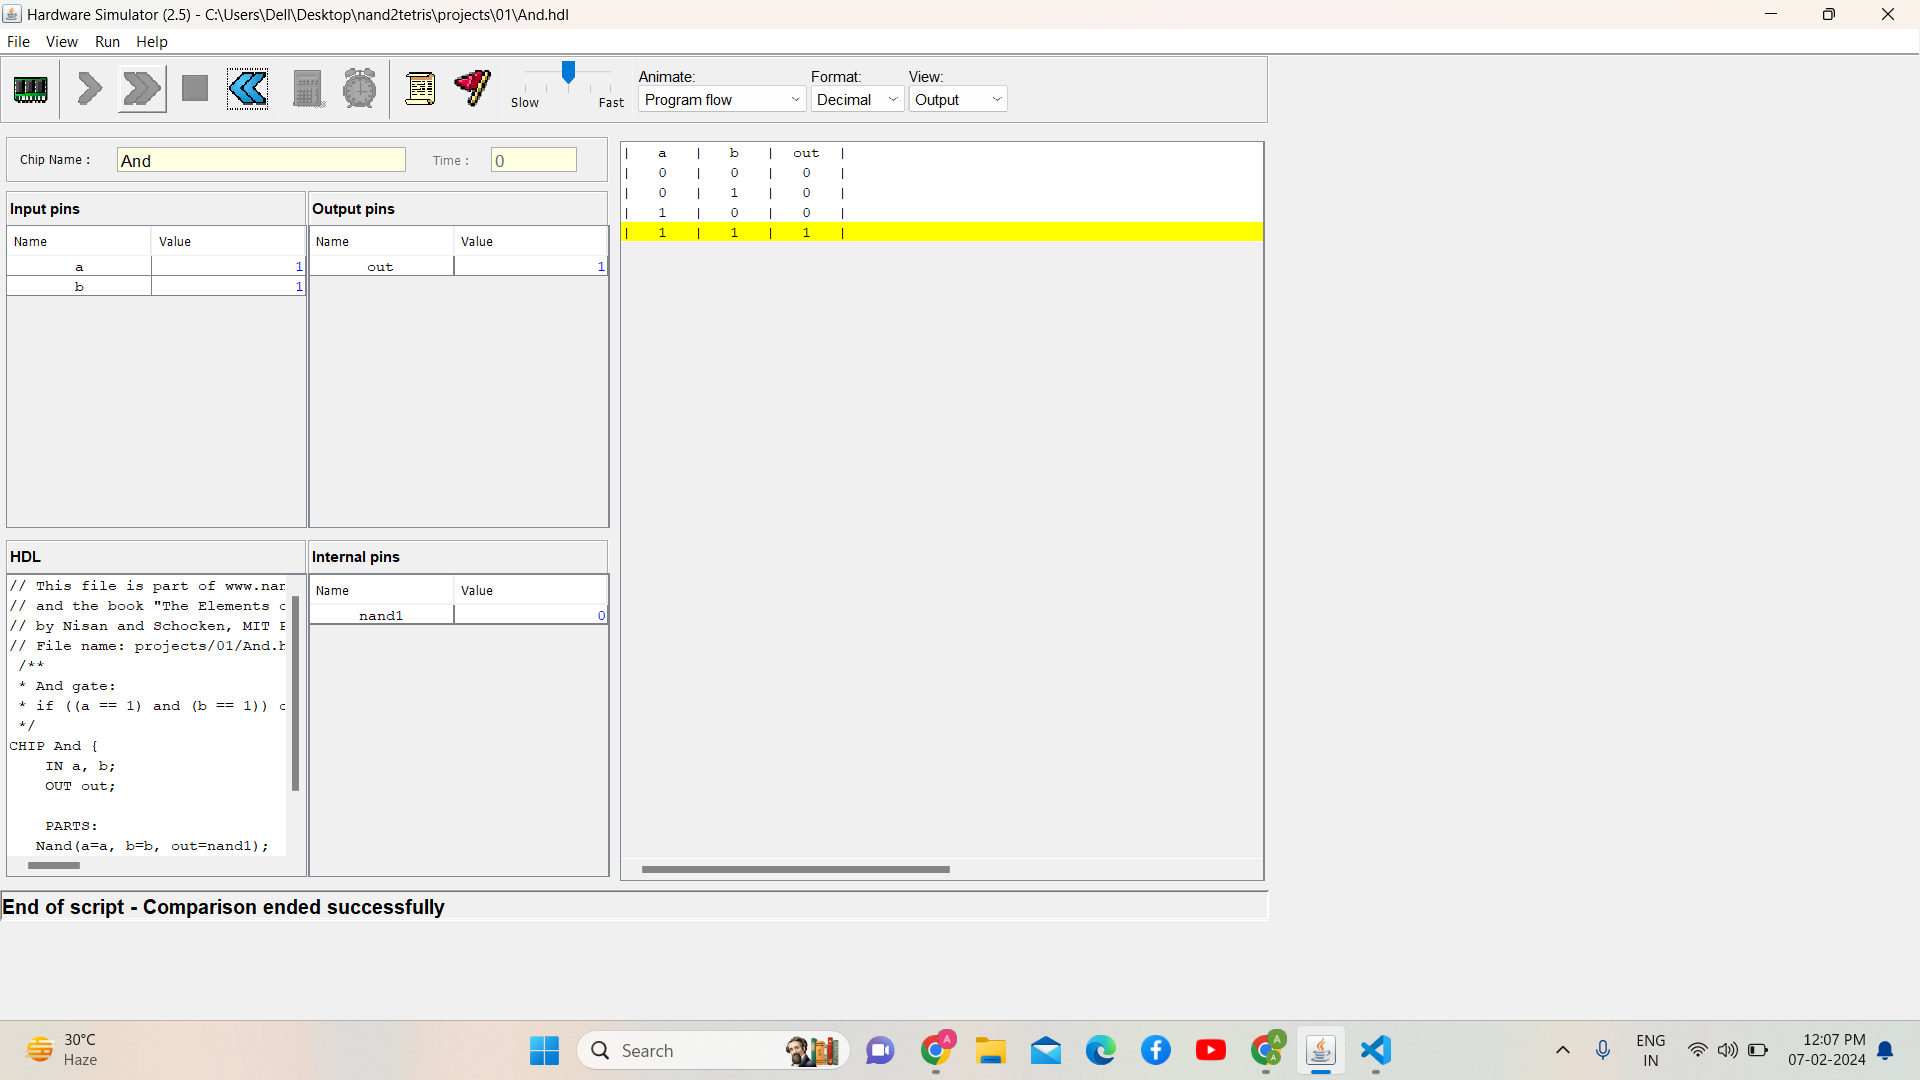 Hardware Simulator (2.5) - C:\Users\Dell\Desktop\nand2tetris\projects\01\And.hdl
File View Run Help
Slow Fast
Animate: Format: View:
Program flow Decimal Output
Chip Name : And Time : 0
Input pins
Name Value
a 1
b 1
Output pins
Name Value
out 1
| a | b | out |
| 0 | 0 | 0 |
| 0 | 1 | 0 |
| 1 | 0 | 0 |
| 1 | 1 | 1 |
HDL
// This file is part of www.nan
// and the book "The Elements o
// by Nisan and Schocken, MIT P
// File name: projects/01/And.h
/**
* And gate:
* if ((a == 1) and (b == 1)) o
*/
CHIP And {
IN a, b;
OUT out;
PARTS:
Nand(a=a, b=b, out=nand1);
Internal pins
Name Value
nand1 0
End of script - Comparison ended successfully
30°C
Haze
Search
A
A
A
ENG
IN
12:07 PM
07-02-2024